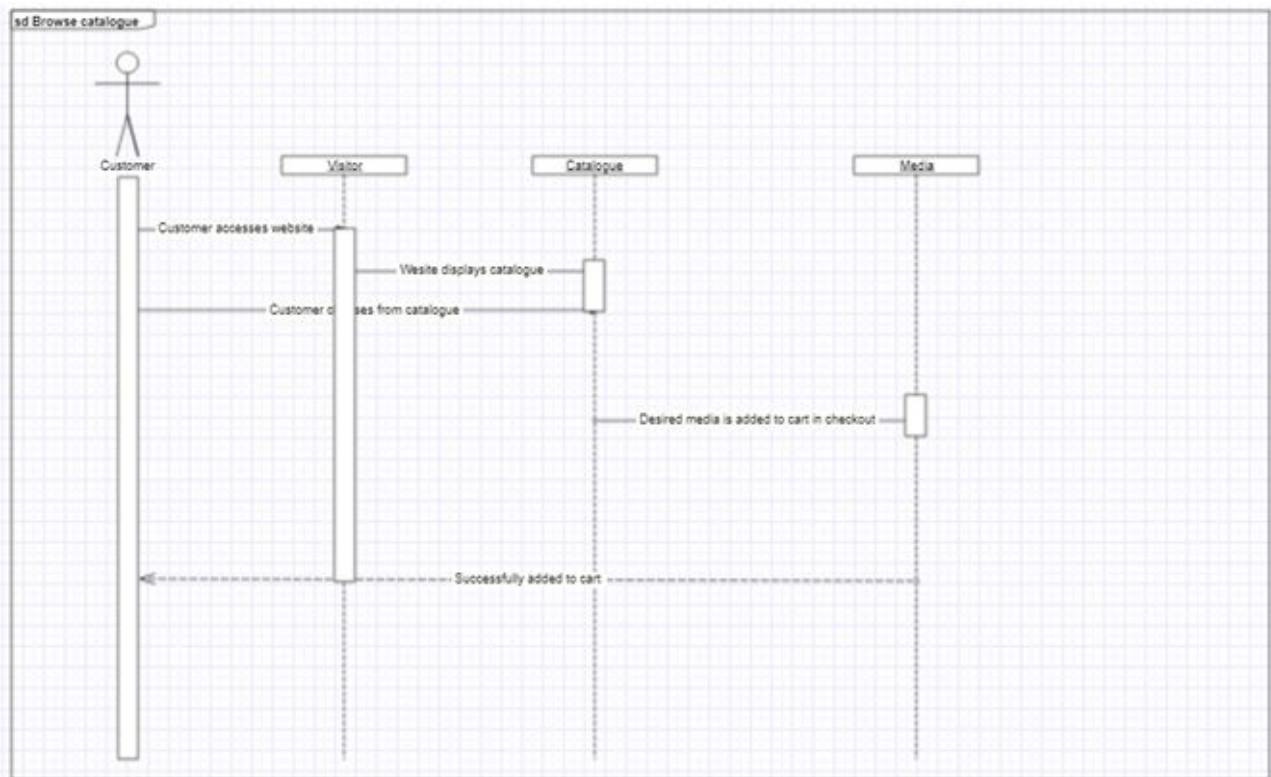 sd Browse catalogue
Customer
Visitor
Catalogue
Media
Customer accesses website
Wesite displays catalogue
Customer ses from catalogue
Desired media is added to cart in checkout
Successfully added to cart